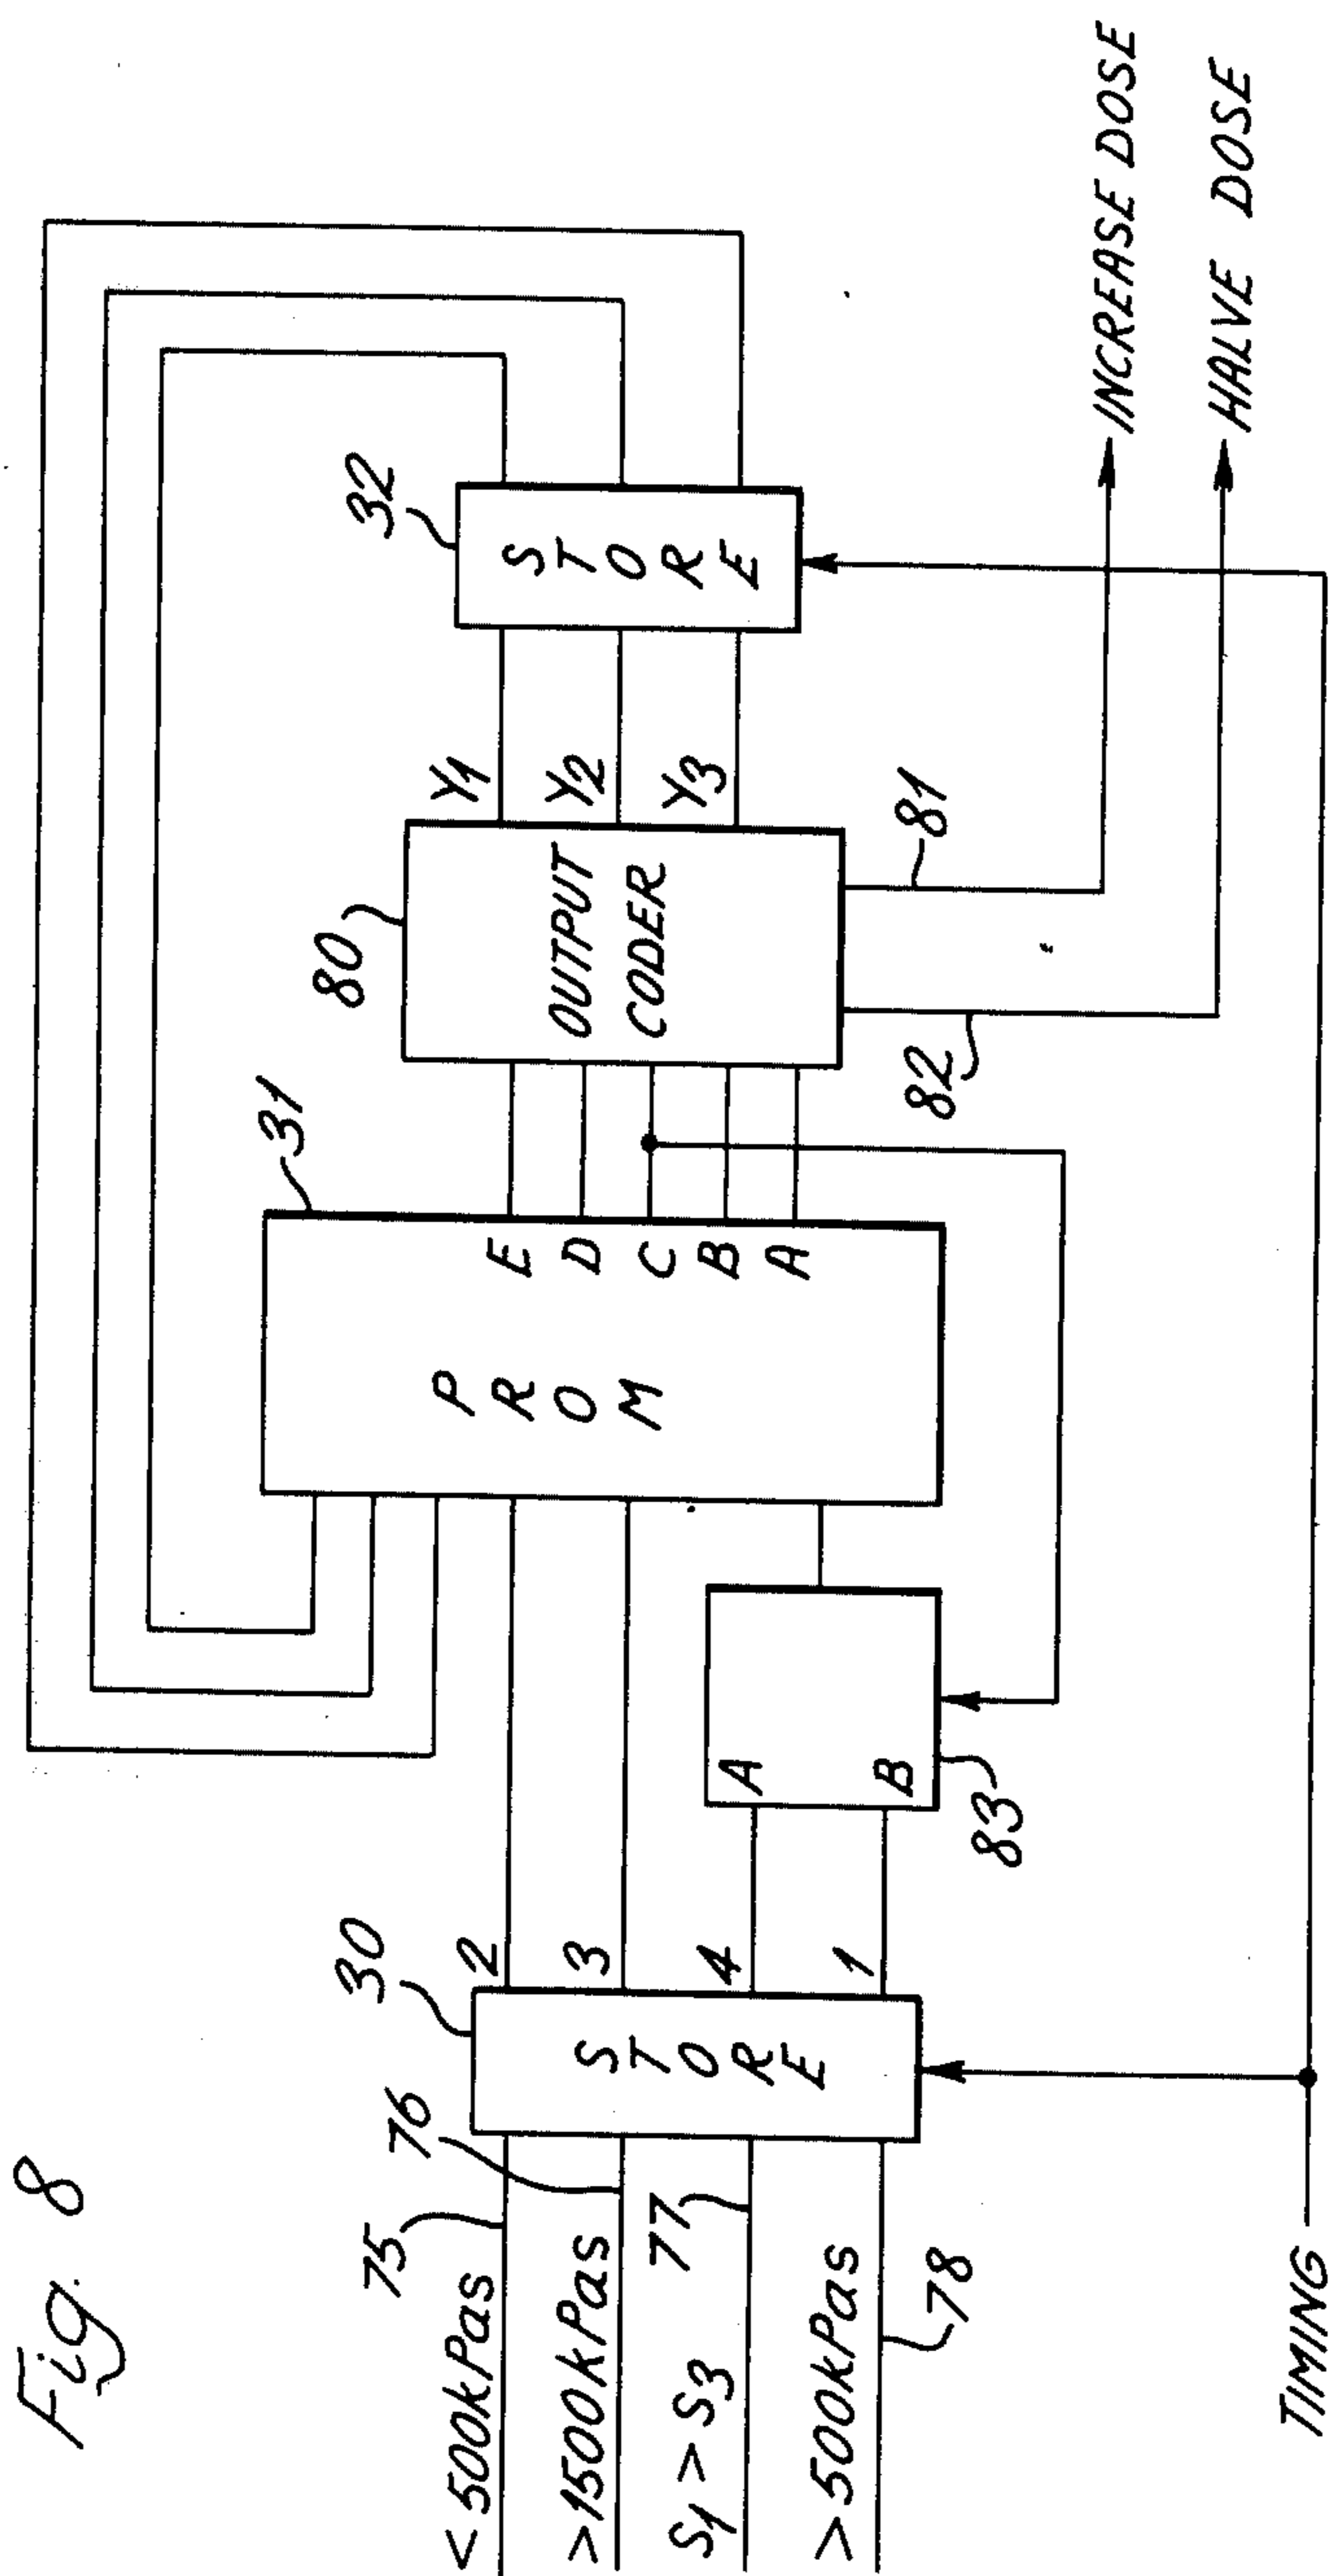 Fig. 8
< 500kPas
75
>1500kPas
76
S1 > S3
77
>500kPas
78
TIMING
30
STORE
2
3
4
1
A
B
83
31
PROM
E
D
C
B
A
80
OUTPUT
CODER
82
81
Y1
Y2
Y3
32
STORE
INCREASE DOSE
HALVE DOSE